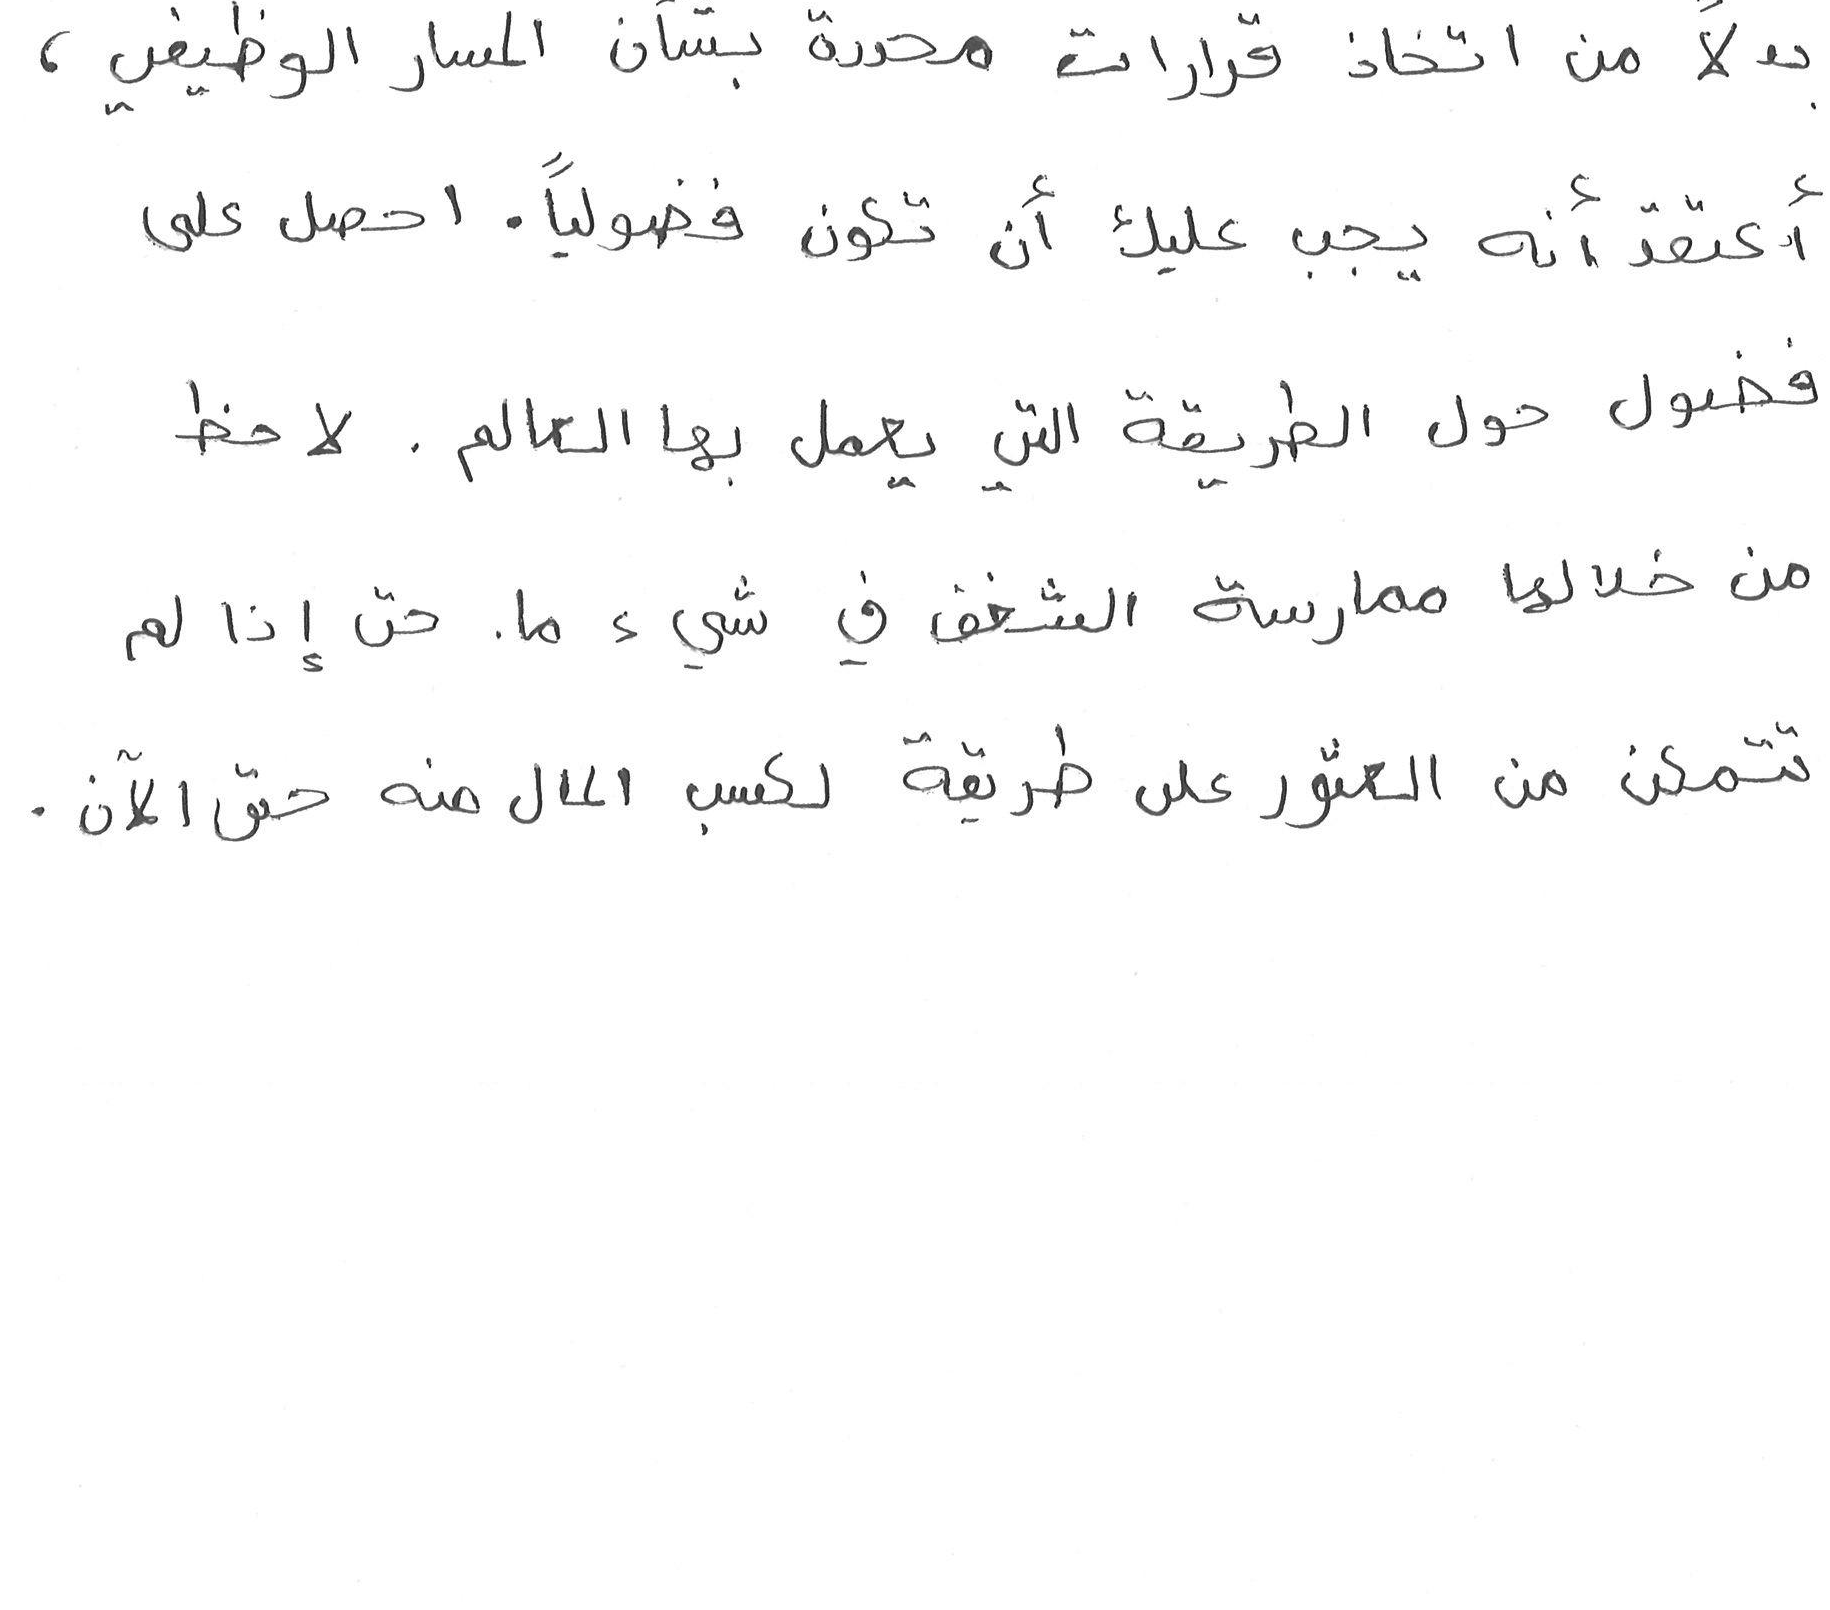 بدلاً من اتخاذ قرارات محددة بشأن المسار الوظيفي ،
أعتقد أنه يجب عليك أن تكون فضولياً . احصل على
فضول حول الطريقة التي يعمل بها العالم . لاحظ
من خلالها ممارسة الشغف في شيء ما . حتى إذا لم
تتمكن من العثور على طريقة لكسب المال منه حتى الآن .